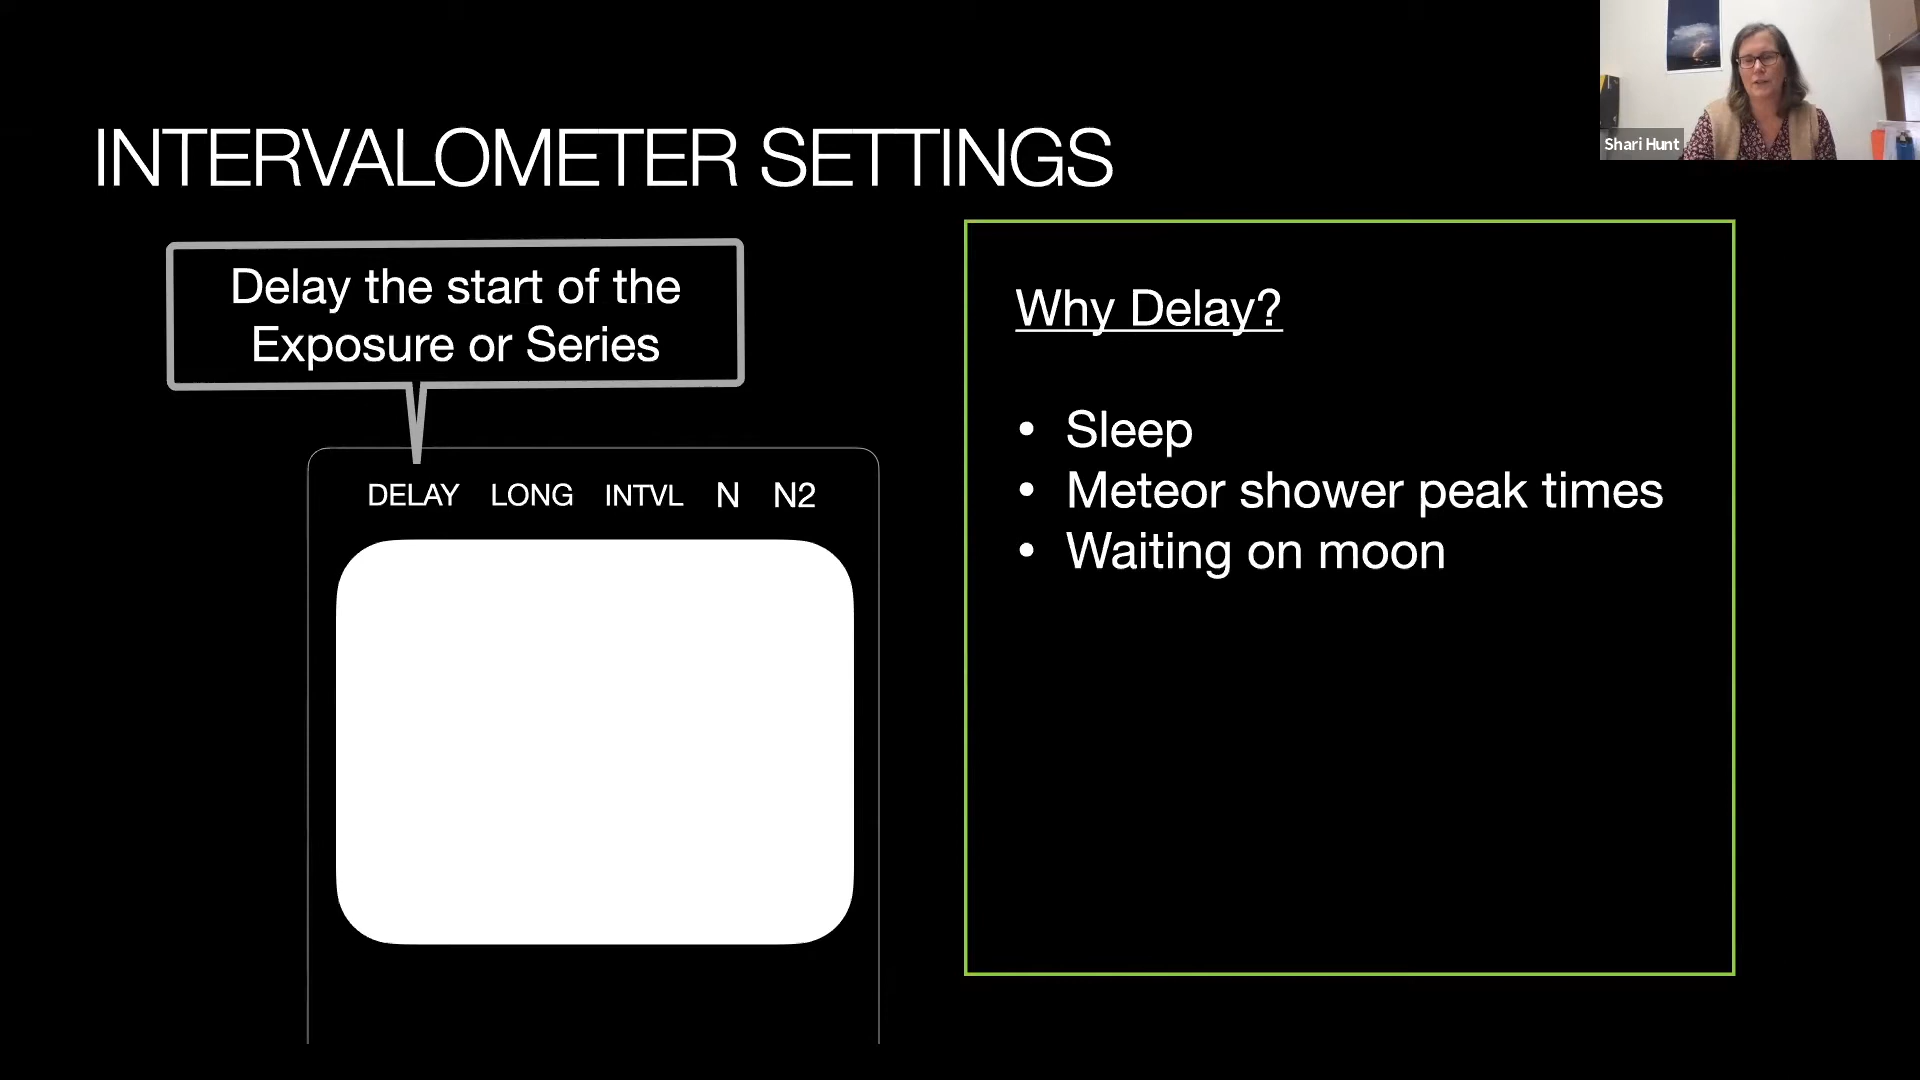 Shari Hunt
INTERVALOMETER SETTINGS
Delay the start of the
Exposure or Series
DELAY LONG INTVL N N2
Why Delay?
• Sleep
• Meteor shower peak times
• Waiting on moon